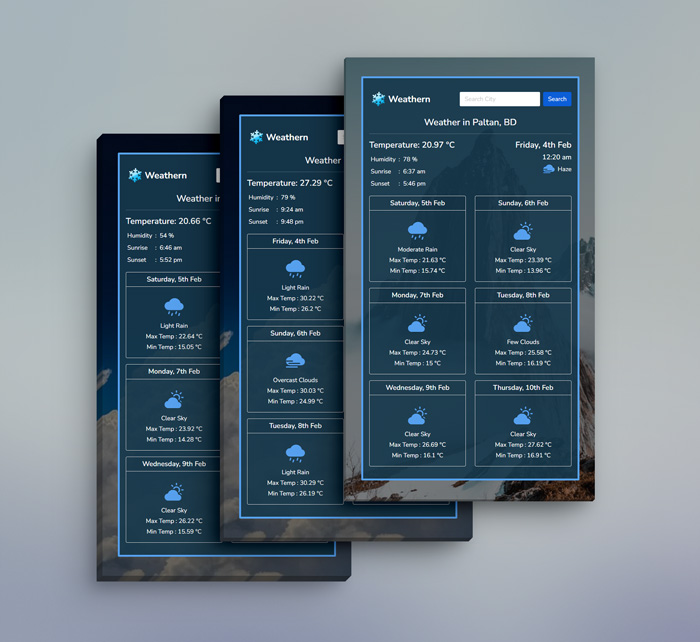 Weathern
Weather in
Temperature: 20.66 °C
Humidity : 54 %
Sunrise : 6:46 am
Sunset : 5:52 pm
Saturday, 5th Feb
Light Rain
Max Temp : 22.64 °C
Min Temp : 15.05 °C
Monday, 7th Feb
Clear Sky
Max Temp : 23.92 °C
Min Temp : 14.28 °C
Wednesday, 9th Feb
Clear Sky
Max Temp : 26.22 °C
Min Temp : 15.59 °C
Weathern
Weather
Temperature: 27.29 °C
Humidity : 79 %
Sunrise : 9:24 am
Sunset : 9:48 pm
Friday, 4th Feb
Light Rain
Max Temp : 30.22 °C
Min Temp : 26.2 °C
Sunday, 6th Feb
Overcast Clouds
Max Temp : 30.03 °C
Min Temp : 24.99 °C
Tuesday, 8th Feb
Light Rain
Max Temp : 30.29 °C
Min Temp : 26.19 °C
Weathern Search City Search
Weather in Paltan, BD
Temperature: 20.97 °C Friday, 4th Feb
Humidity : 78 % 12:20 am
Sunrise : 6:37 am Haze
Sunset : 5:46 pm
Saturday, 5th Feb Sunday, 6th Feb
Moderate Rain Clear Sky
Max Temp : 21.63 °C Max Temp : 23.39 °C
Min Temp : 15.74 °C Min Temp : 13.96 °C
Monday, 7th Feb Tuesday, 8th Feb
Clear Sky Few Clouds
Max Temp : 24.73 °C Max Temp : 25.58 °C
Min Temp : 15 °C Min Temp : 16.19 °C
Wednesday, 9th Feb Thursday, 10th Feb
Clear Sky Clear Sky
Max Temp : 26.69 °C Max Temp : 27.62 °C
Min Temp : 16.1 °C Min Temp : 16.91 °C